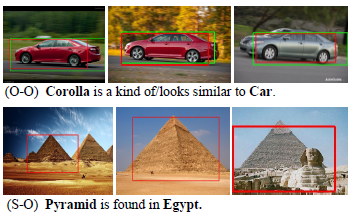 (O-O) Corolla is a kind of/looks similar to Car.
(S-O) Pyramid is found in Egypt.